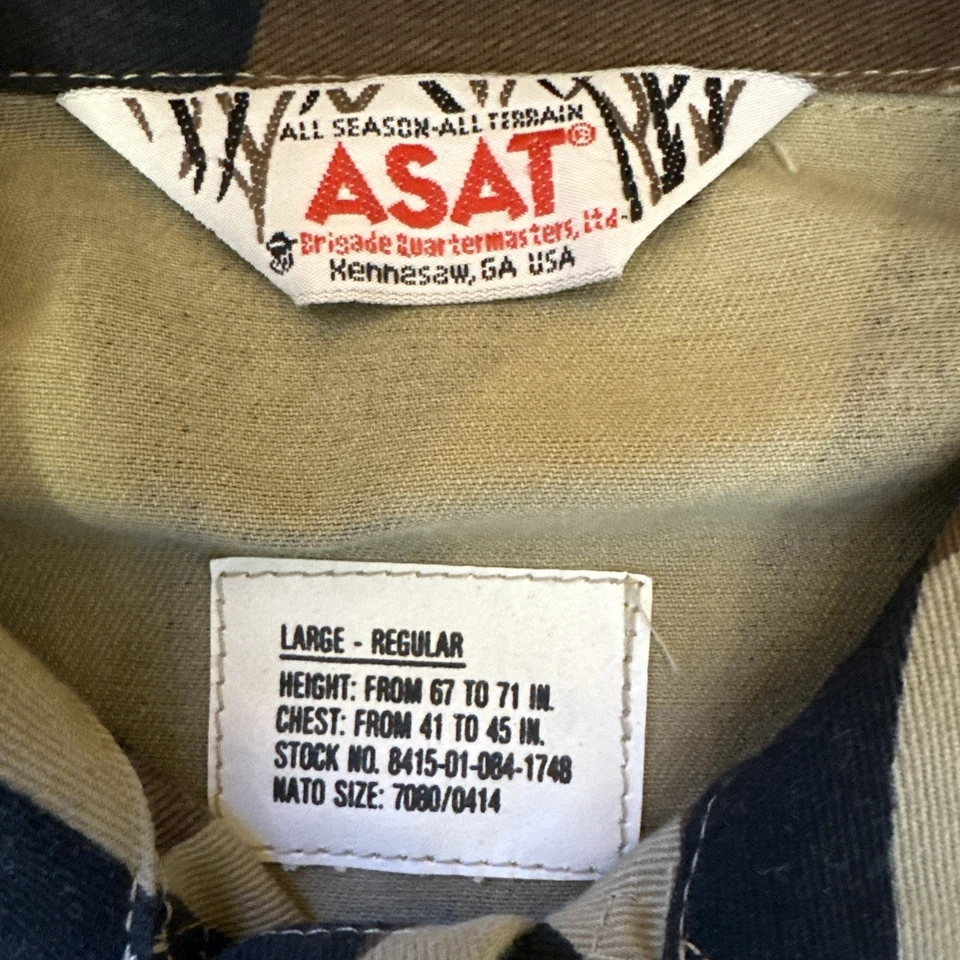 ALL SEASON-ALL TERRAIN
ASAT®
Brigade Quartermasters, Ltd.
Kennesaw, GA USA
LARGE - REGULAR
HEIGHT: FROM 67 TO 71 IN.
CHEST: FROM 41 TO 45 IN.
STOCK NO. 8415-01-084-1748
NATO SIZE: 7080/0414